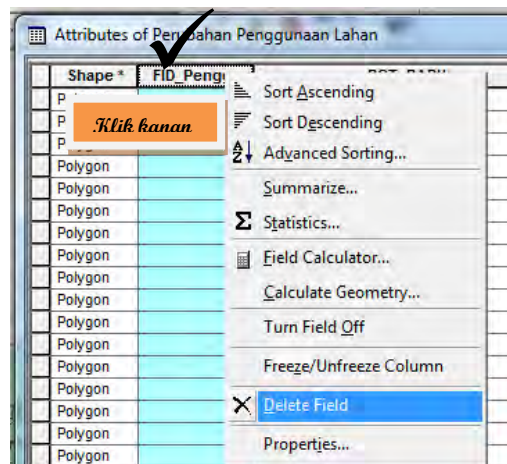 Attributes of Perubahan Penggunaan Lahan
Shape * FID_Pengg
Klik kanan
Polygon
Polygon
Polygon
Polygon
Polygon
Polygon
Polygon
Polygon
Polygon
Polygon
Polygon
Polygon
Polygon
Polygon
Sort Ascending
Sort Descending
Advanced Sorting...
Summarize...
Statistics...
Field Calculator...
Calculate Geometry...
Turn Field Off
Freeze/Unfreeze Column
Delete Field
Properties...